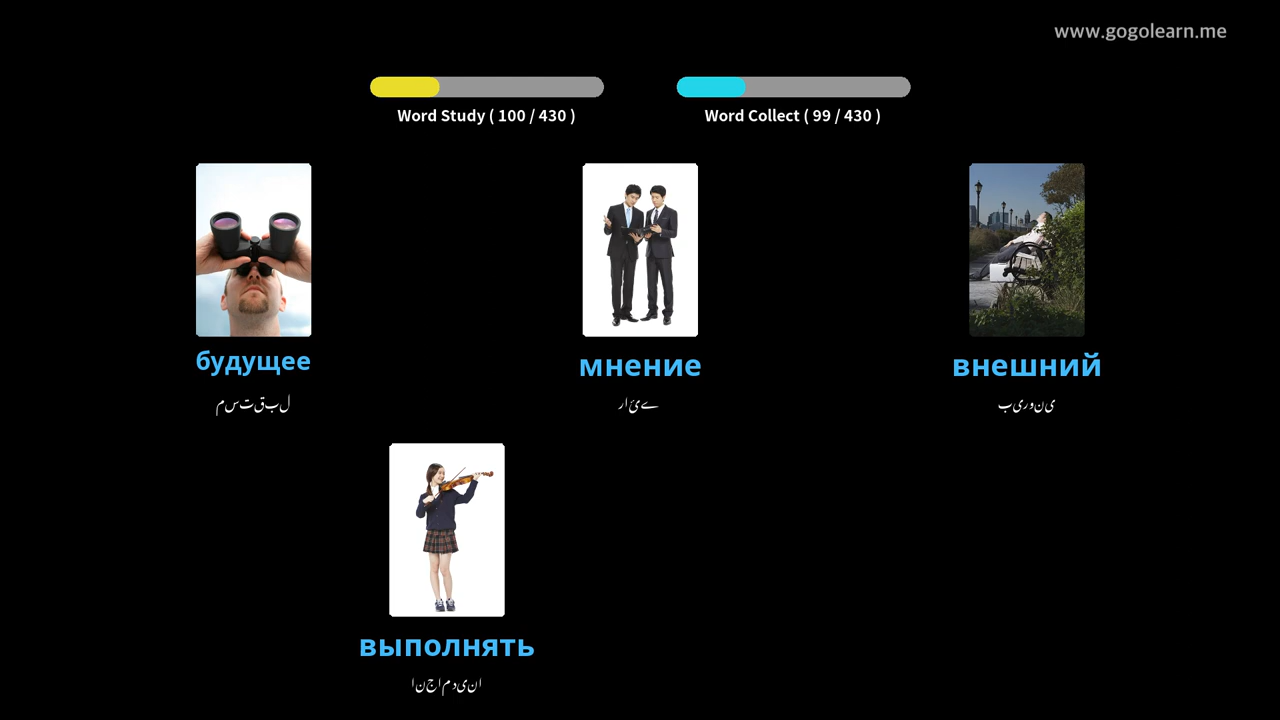 www.gogolearn.me
Word Study ( 100 / 430 )
Word Collect ( 99 / 430 )
будущее
مستقبل
мнение
رائے
внешний
بیرونی
выполнять
انجام دینا